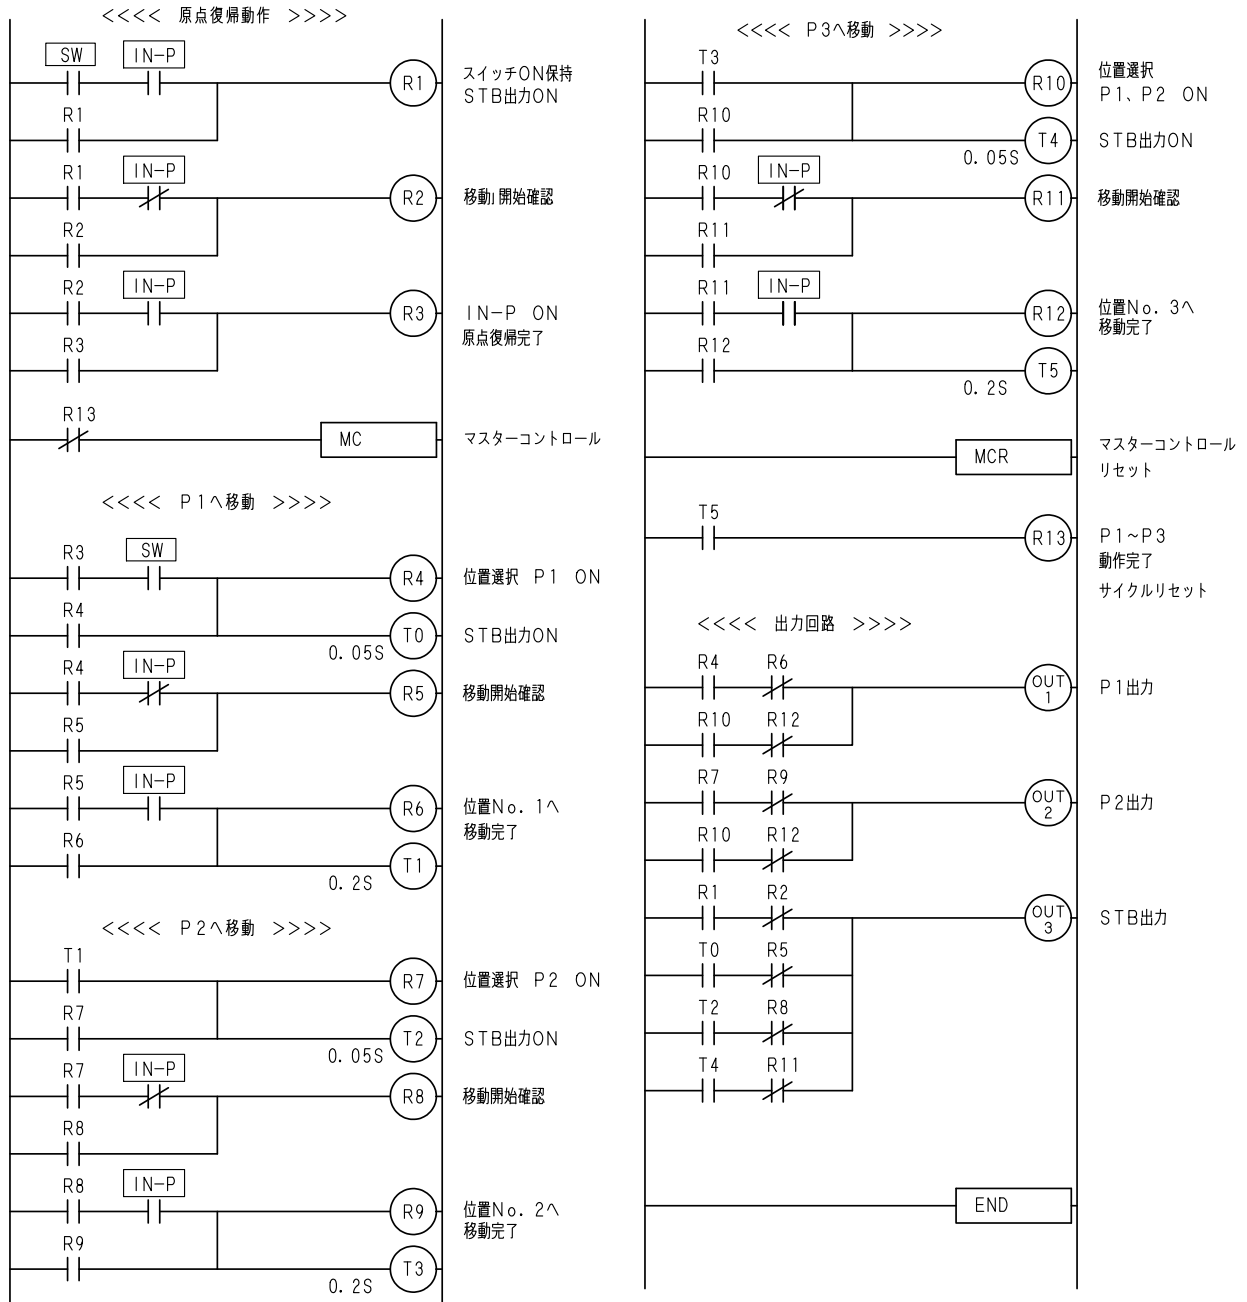 <<<< 原点復帰動作 >>>>
SW IN-P
R1 スイッチON保持
STB出力ON
R1
R1 IN-P
R2 移動」開始確認
R2
R2 IN-P
R3 IN-P ON
原点復帰完了
R3
R13
MC マスターコントロール
<<<< P1へ移動 >>>>
R3 SW
R4 位置選択 P1 ON
R4
T0 STB出力ON
0.05S
R4 IN-P
R5 移動開始確認
R5
R5 IN-P
R6 位置No.1へ
移動完了
R6
T1
0.2S
<<<< P2へ移動 >>>>
T1
R7 位置選択 P2 ON
R7
T2 STB出力ON
0.05S
R7 IN-P
R8 移動開始確認
R8
R8 IN-P
R9 位置No.2へ
移動完了
R9
T3
0.2S
<<<< P3へ移動 >>>>
T3
R10 位置選択
P1、P2 ON
R10
T4 STB出力ON
0.05S
R10 IN-P
R11 移動開始確認
R11
R11 IN-P
R12 位置No.3へ
移動完了
R12
T5
0.2S
MCR マスターコントロール
リセット
T5
R13 P1~P3
動作完了
サイクルリセット
<<<< 出力回路 >>>>
R4 R6
OUT
1 P1出力
R10 R12
R7 R9
OUT
2 P2出力
R10 R12
R1 R2
OUT
3 STB出力
T0 R5
T2 R8
T4 R11
END